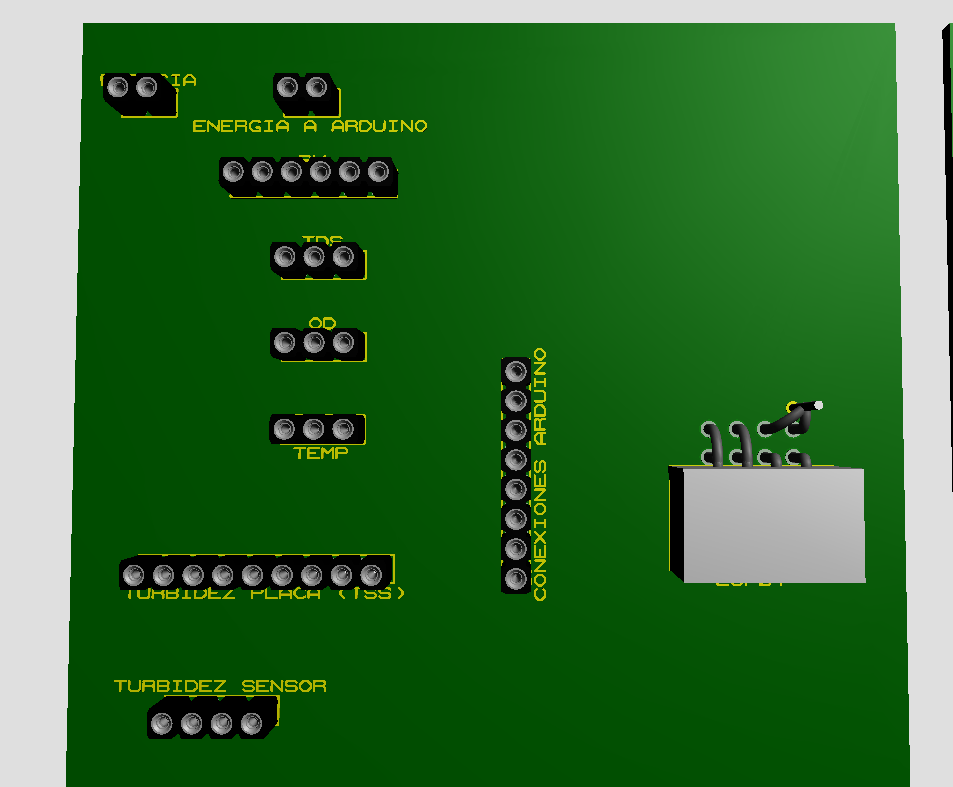 ENERGIA A ARDUINO
TDS
OD
TEMP
CONEXIONES ARDUINO
TURBIDEZ PLACA (TSS)
TURBIDEZ SENSOR